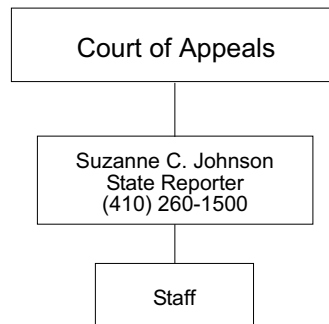 Court of Appeals
Suzanne C. Johnson
State Reporter
(410) 260-1500
Staff